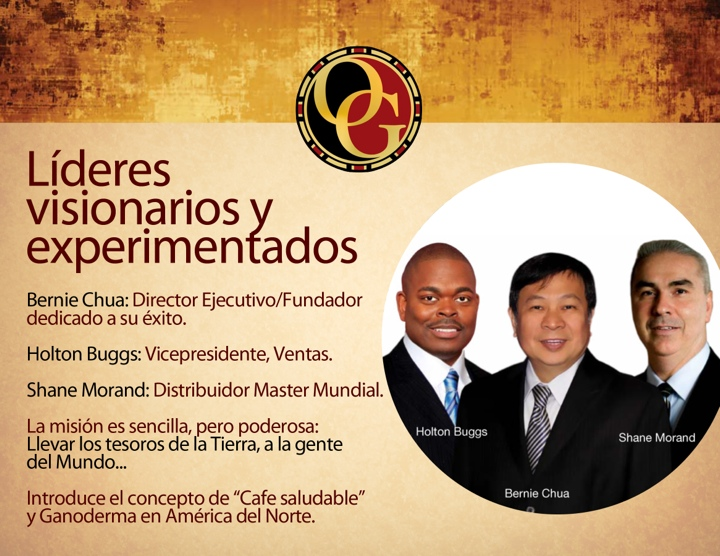 OG
Líderes
visionarios y
experimentados
Bernie Chua: Director Ejecutivo/Fundador
dedicado a su éxito.
Holton Buggs: Vicepresidente, Ventas.
Shane Morand: Distribuidor Master Mundial.
La misión es sencilla, pero poderosa:
Llevar los tesoros de la Tierra, a la gente
del Mundo...
Introduce el concepto de “Cafe saludable”
y Ganoderma en América del Norte.
Holton Buggs
Shane Morand
Bernie Chua